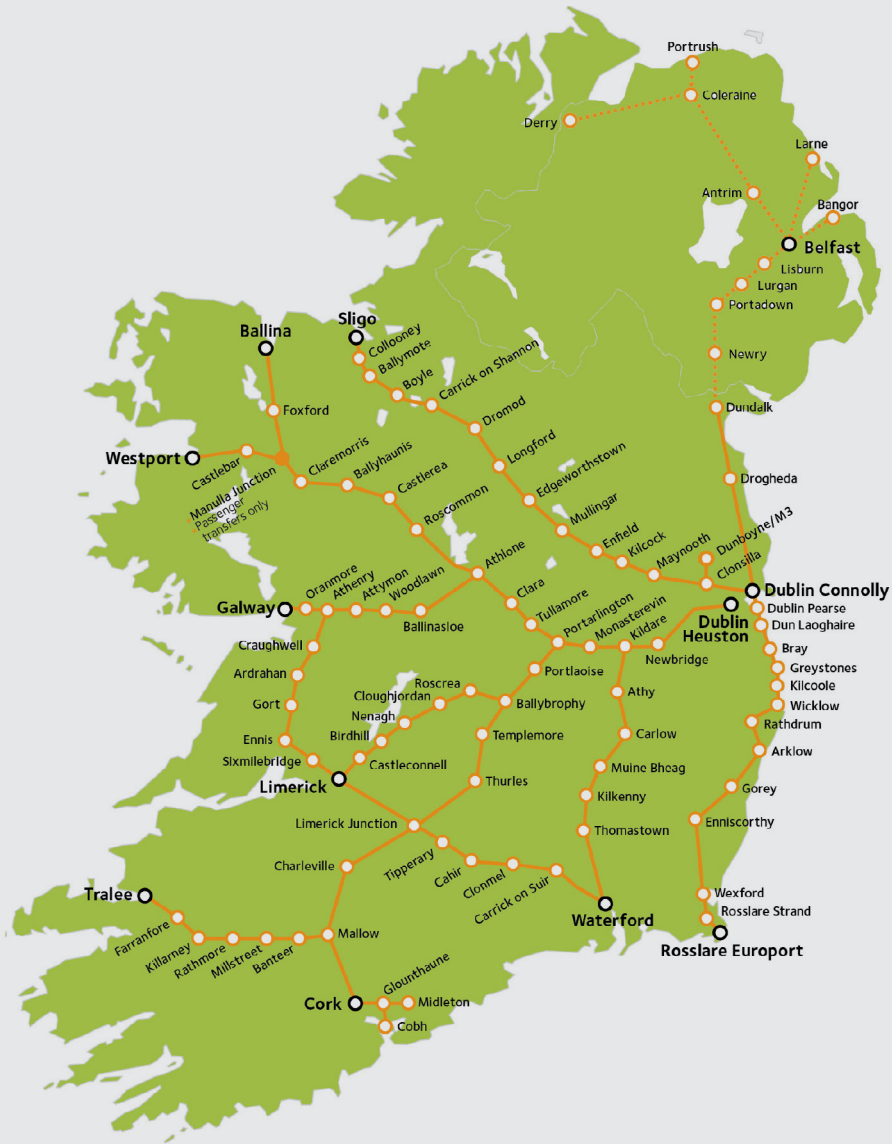 Portrush
Coleraine
Derry
Larne
Antrim
Bangor
Belfast
Lisburn
Lurgan
Portadown
Newry
Dundalk
Drogheda
Sligo
Ballina
Collooney
Ballymote
Boyle
Carrick on Shannon
Dromod
Longford
Edgeworthstown
Mullingar
Enfield
Kilcock
Maynooth
Dunboyne/M3
Clonsilla
Foxford
Westport
Castlebar
Manulla Junction
Passenger
transfers only
Claremorris
Ballyhaunis
Castlerea
Roscommon
Athlone
Galway
Oranmore
Athenry
Attymon
Woodlawn
Ballinasloe
Clara
Tullamore
Portarlington
Monasterevin
Kildare
Newbridge
Dublin Connolly
Dublin
Heuston
Dublin Pearse
Dun Laoghaire
Bray
Greystones
Kilcoole
Wicklow
Rathdrum
Arklow
Gorey
Enniscorthy
Wexford
Rosslare Strand
Rosslare Europort
Craughwell
Ardrahan
Gort
Ennis
Sixmilebridge
Limerick
Roscrea
Cloughjordan
Nenagh
Birdhill
Castleconnell
Portlaoise
Ballybrophy
Templemore
Thurles
Athy
Carlow
Muine Bheag
Kilkenny
Thomastown
Waterford
Limerick Junction
Tipperary
Cahir
Clonmel
Carrick on Suir
Charleville
Tralee
Farranfore
Killarney
Rathmore
Millstreet
Banteer
Mallow
Cork
Glounthaune
Midleton
Cobh